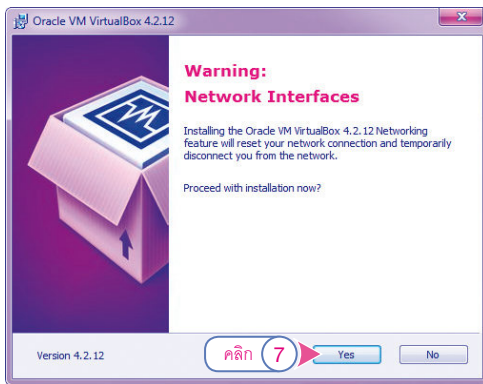 Oracle VM VirtualBox 4.2.12
Warning:
Network Interfaces
Installing the Oracle VM VirtualBox 4.2.12 Networking
feature will reset your network connection and temporarily
disconnect you from the network.
Proceed with installation now?
Version 4.2.12
คลิก 7
Yes
No